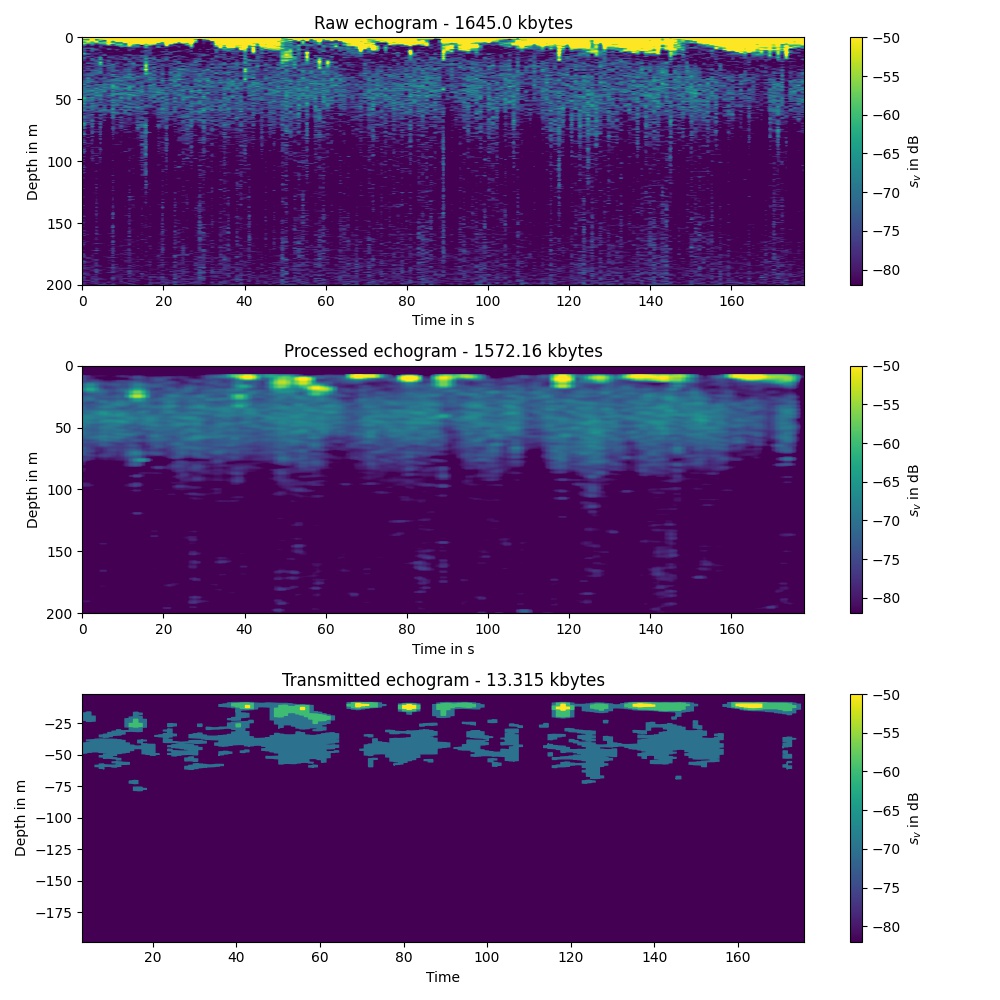 Raw echogram - 1645.0 kbytes
0
50
100
150
200
Depth in m
0 20 40 60 80 100 120 140 160
Time in s
−50
−55
−60
−65
−70
−75
−80
sv in dB
Processed echogram - 1572.16 kbytes
0
50
100
150
200
Depth in m
0 20 40 60 80 100 120 140 160
Time in s
−50
−55
−60
−65
−70
−75
−80
sv in dB
Transmitted echogram - 13.315 kbytes
−25
−50
−75
−100
−125
−150
−175
Depth in m
20 40 60 80 100 120 140 160
Time
−50
−55
−60
−65
−70
−75
−80
sv in dB